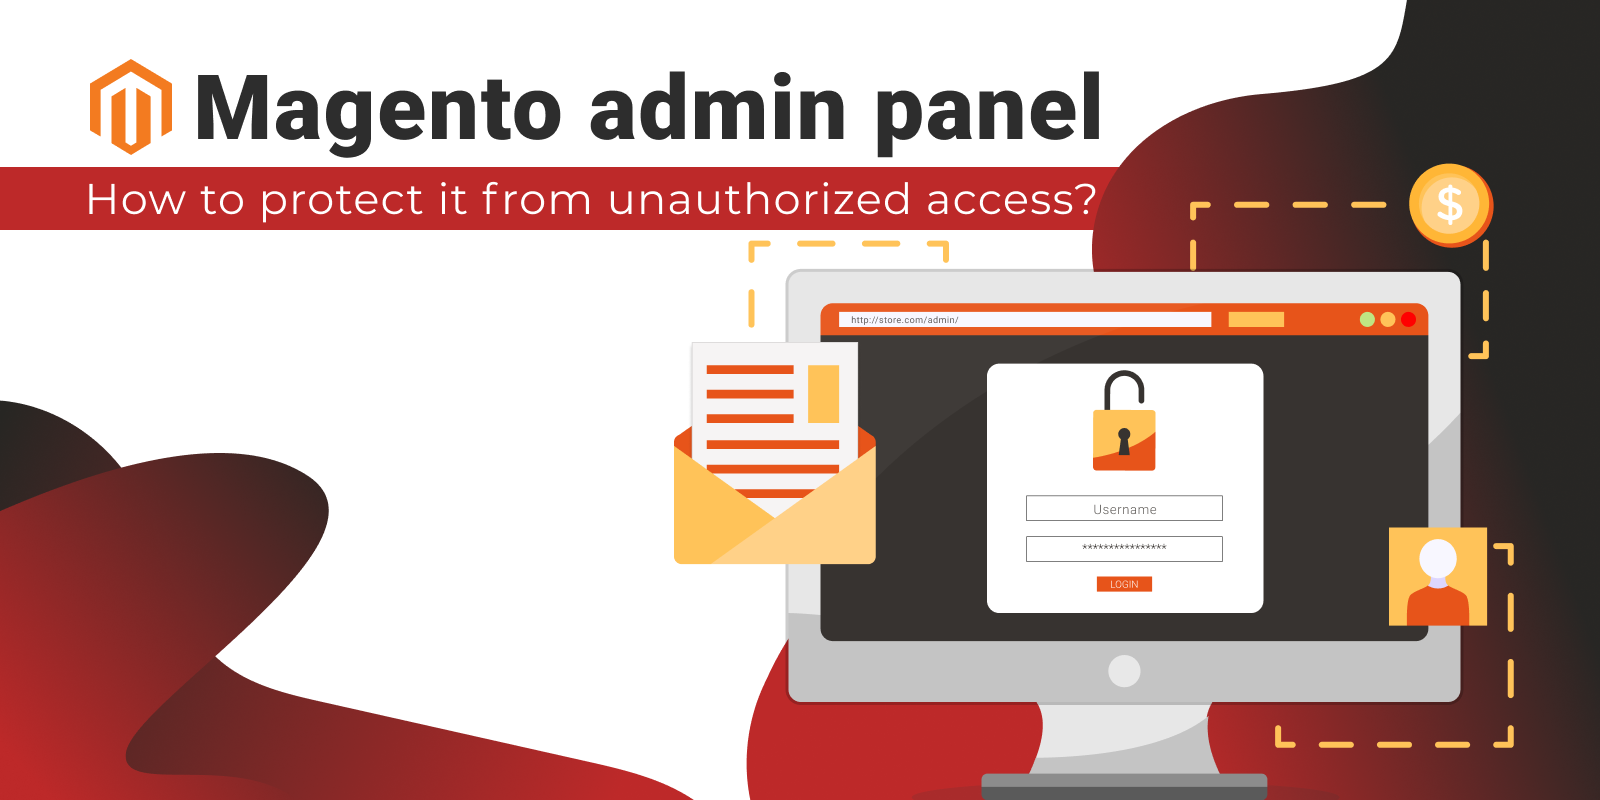 Magento admin panel
How to protect it from unauthorized access?
$
http://store.com/admin/
Username
****************
LOGIN